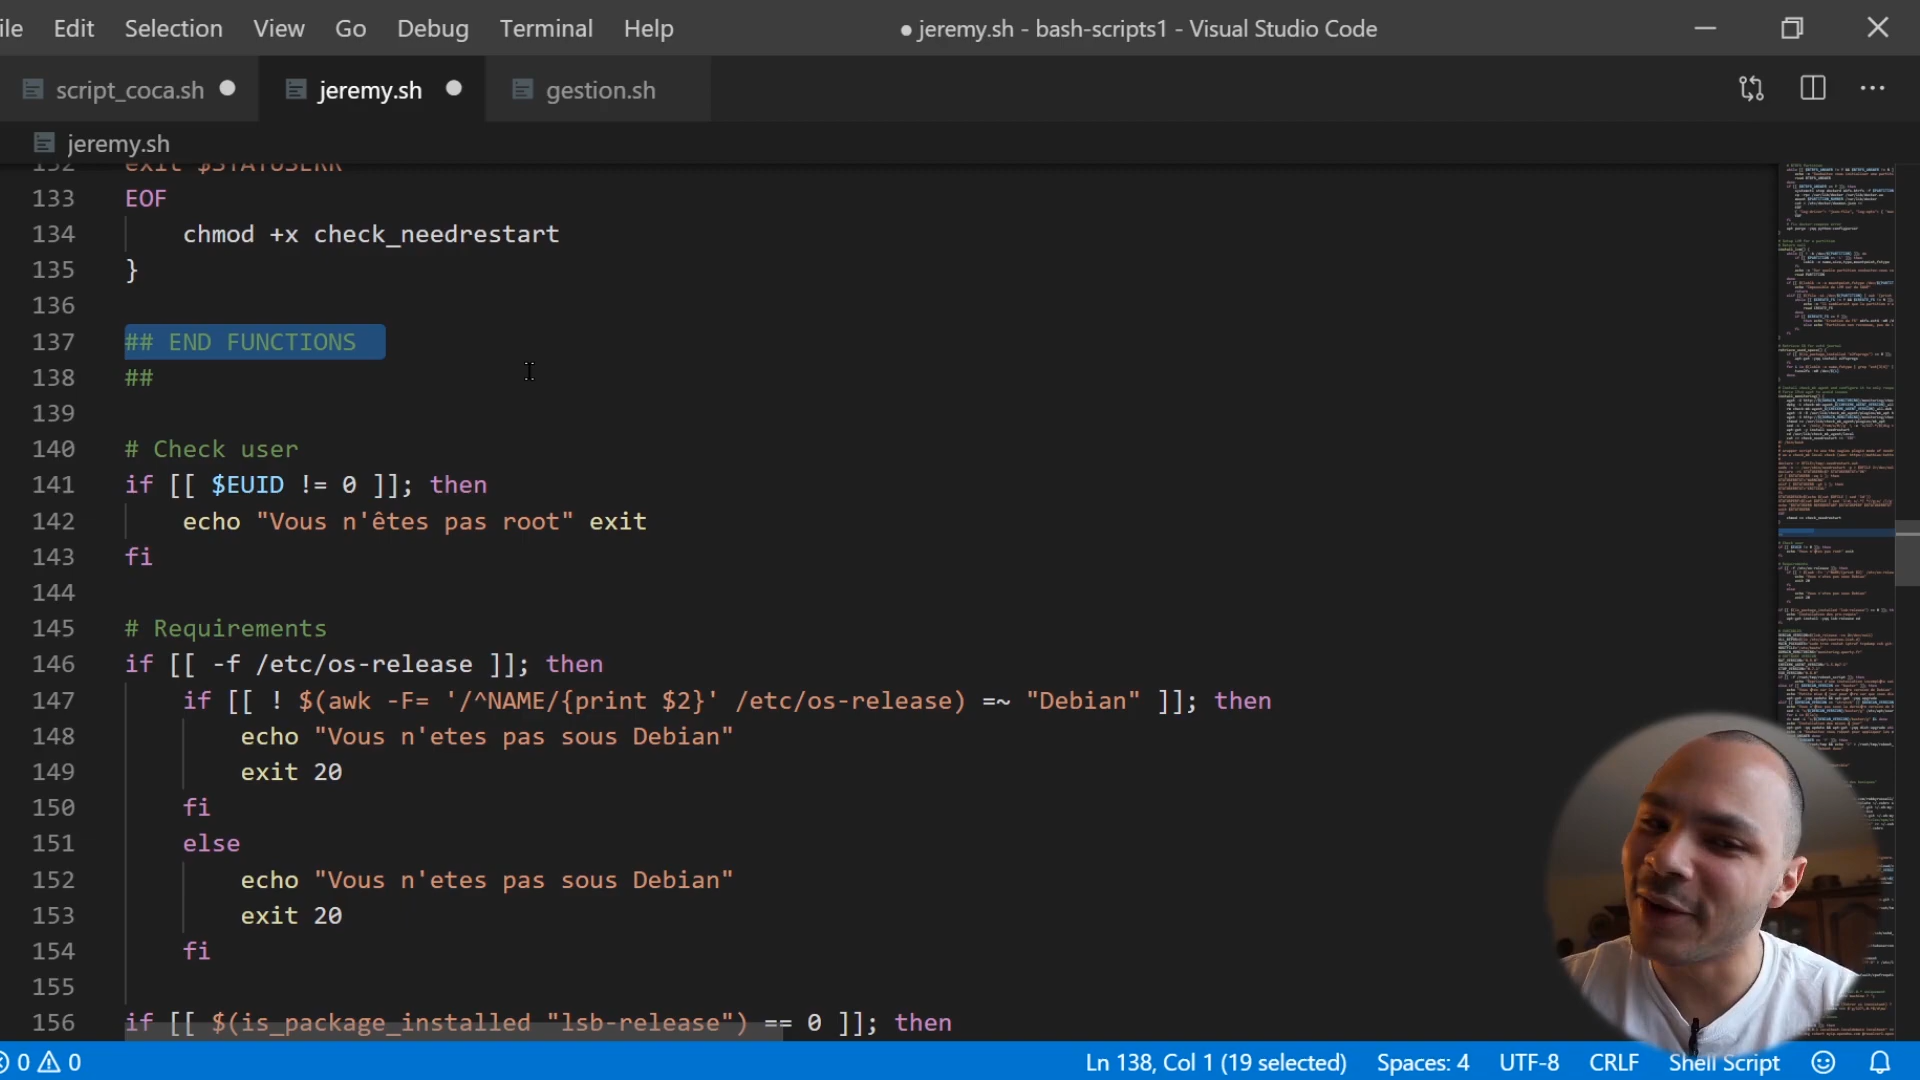 ile Edit Selection View Go Run Debug Terminal Help
● jeremy.sh - bash-scripts1 - Visual Studio Code
script_coca.sh
jeremy.sh
gestion.sh
jeremy.sh
132 exit $STATUSERR
133 EOF
134 chmod +x check_needrestart
135 }
136
137 ## END FUNCTIONS
138 ##
139
140 # Check user
141 if [[ $EUID != 0 ]]; then
142 echo "Vous n'êtes pas root" exit
143 fi
144
145 # Requirements
146 if [[ -f /etc/os-release ]]; then
147 if [[ ! $(awk -F= '/^NAME/{print $2}' /etc/os-release) =~ "Debian" ]]; then
148 echo "Vous n'etes pas sous Debian"
149 exit 20
150 fi
151 else
152 echo "Vous n'etes pas sous Debian"
153 exit 20
154 fi
155
156 if [[ $(is_package_installed "lsb-release") == 0 ]]; then
0 0
Ln 138, Col 1 (19 selected) Spaces: 4 UTF-8 CRLF Shell Script